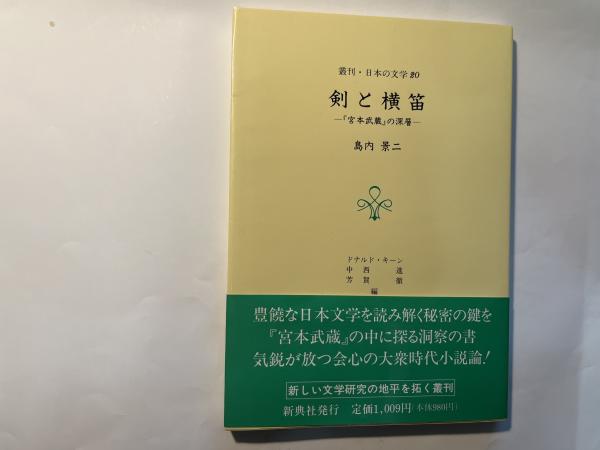 叢刊・日本の文学 20
剣と横笛
―『宮本武蔵』の深層―
島内 景二
ドナルド・キーン
中西 進
芳賀 徹
編
豊饒な日本文学を読み解く秘密の鍵を
『宮本武蔵』の中に探る洞察の書
気鋭が放つ会心の大衆時代小説論!
新しい文学研究の地平を拓く叢刊
新典社発行 定価1,009円(本体980円)